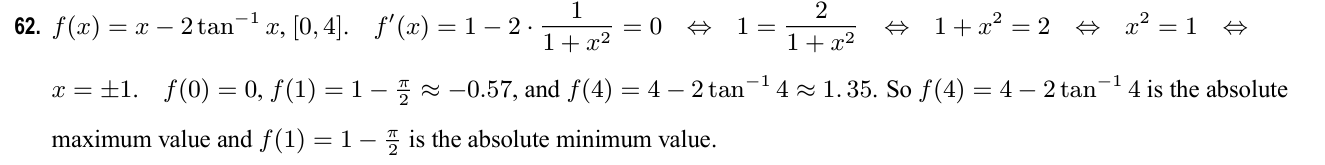 62. f(x) = x − 2 tan⁻¹ x, [0, 4]. f′(x) = 1 − 2 · 1/(1 + x²) = 0 ⇔ 1 = 2/(1 + x²) ⇔ 1 + x² = 2 ⇔ x² = 1 ⇔
x = ±1. f(0) = 0, f(1) = 1 − π/2 ≈ −0.57, and f(4) = 4 − 2 tan⁻¹ 4 ≈ 1.35. So f(4) = 4 − 2 tan⁻¹ 4 is the absolute
maximum value and f(1) = 1 − π/2 is the absolute minimum value.